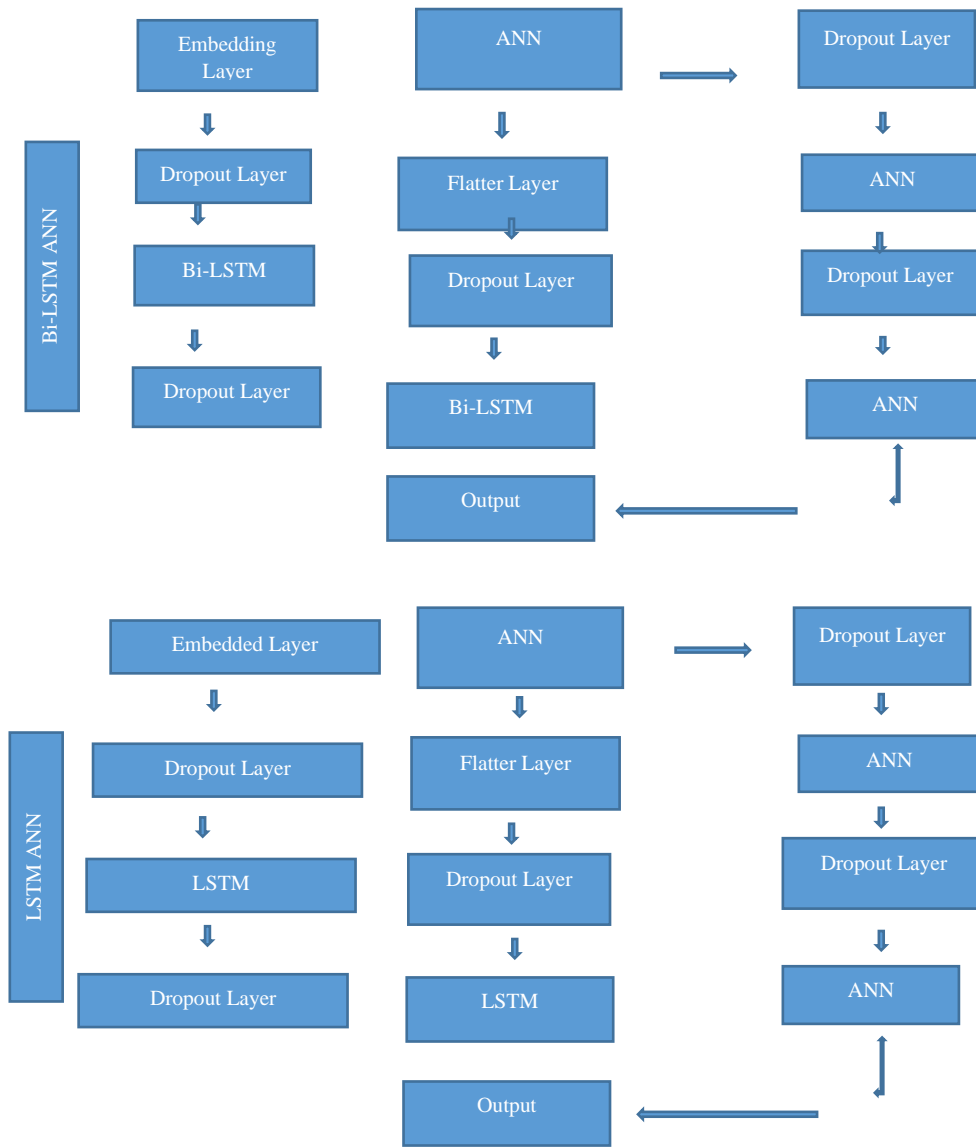 Bi-LSTM ANN
Embedding
Layer
Dropout Layer
Bi-LSTM
Dropout Layer
ANN
Flatter Layer
Dropout Layer
Bi-LSTM
Output
Dropout Layer
ANN
Dropout Layer
ANN
LSTM ANN
Embedded Layer
Dropout Layer
LSTM
Dropout Layer
ANN
Flatter Layer
Dropout Layer
LSTM
Output
Dropout Layer
ANN
Dropout Layer
ANN